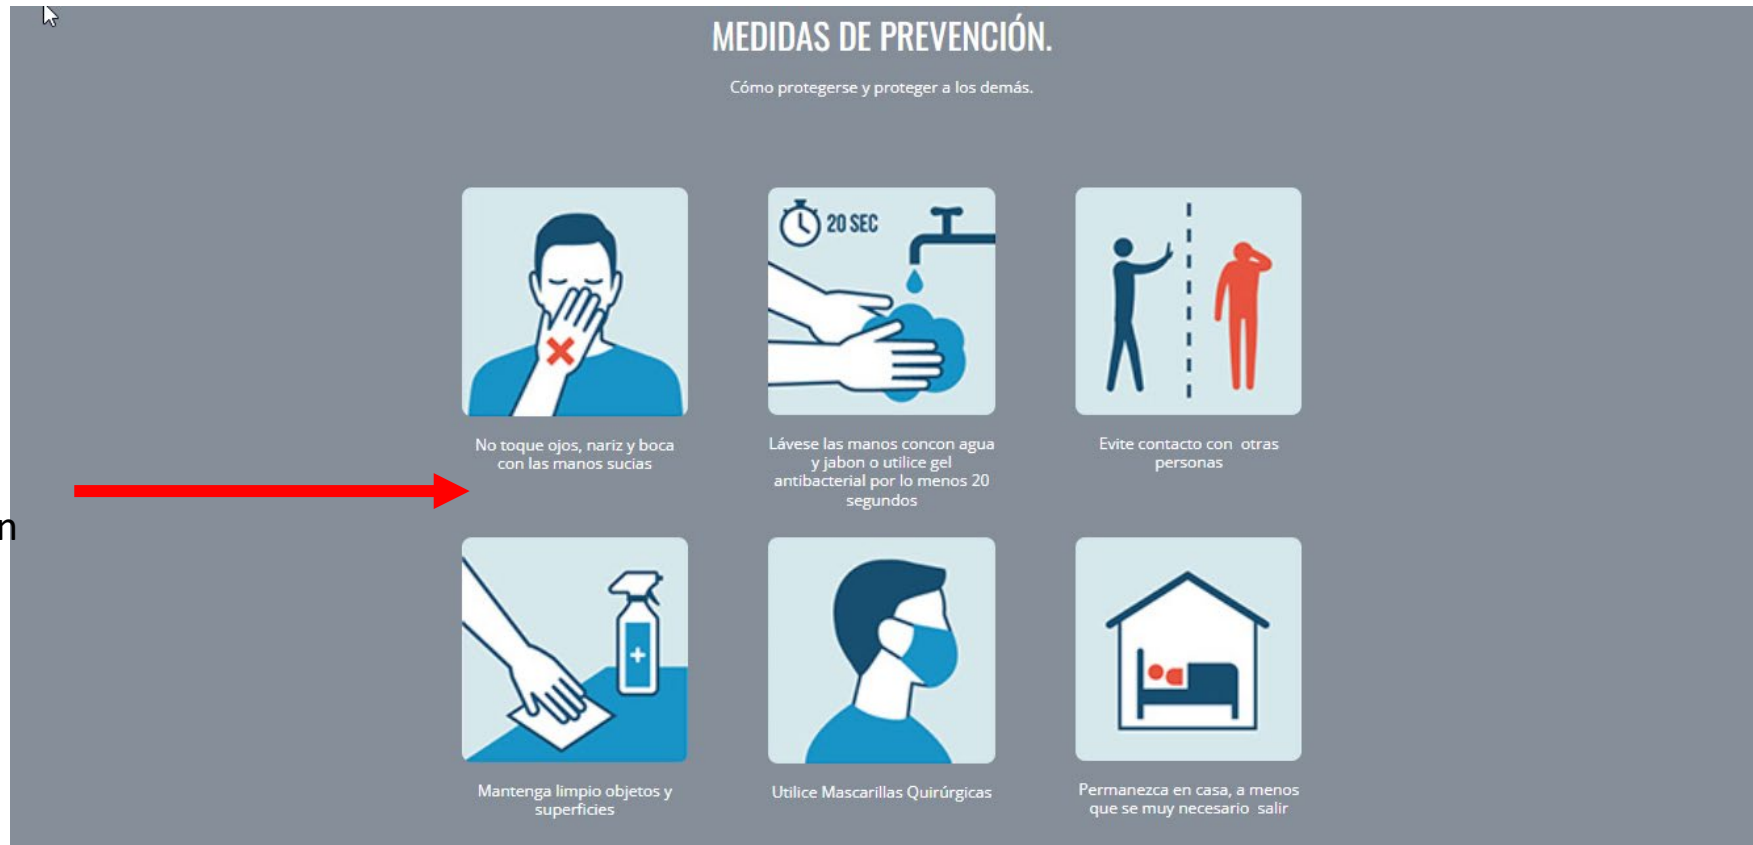 MEDIDAS DE PREVENCIÓN.
Cómo protegerse y proteger a los demás.
20 SEC
No toque ojos, nariz y boca
con las manos sucias
Lávese las manos concon agua
y jabon o utilice gel
antibacterial por lo menos 20
segundos
Evite contacto con otras
personas
n
Mantenga limpio objetos y
superficies
Utilice Mascarillas Quirúrgicas
Permanezca en casa, a menos
que se muy necesario salir